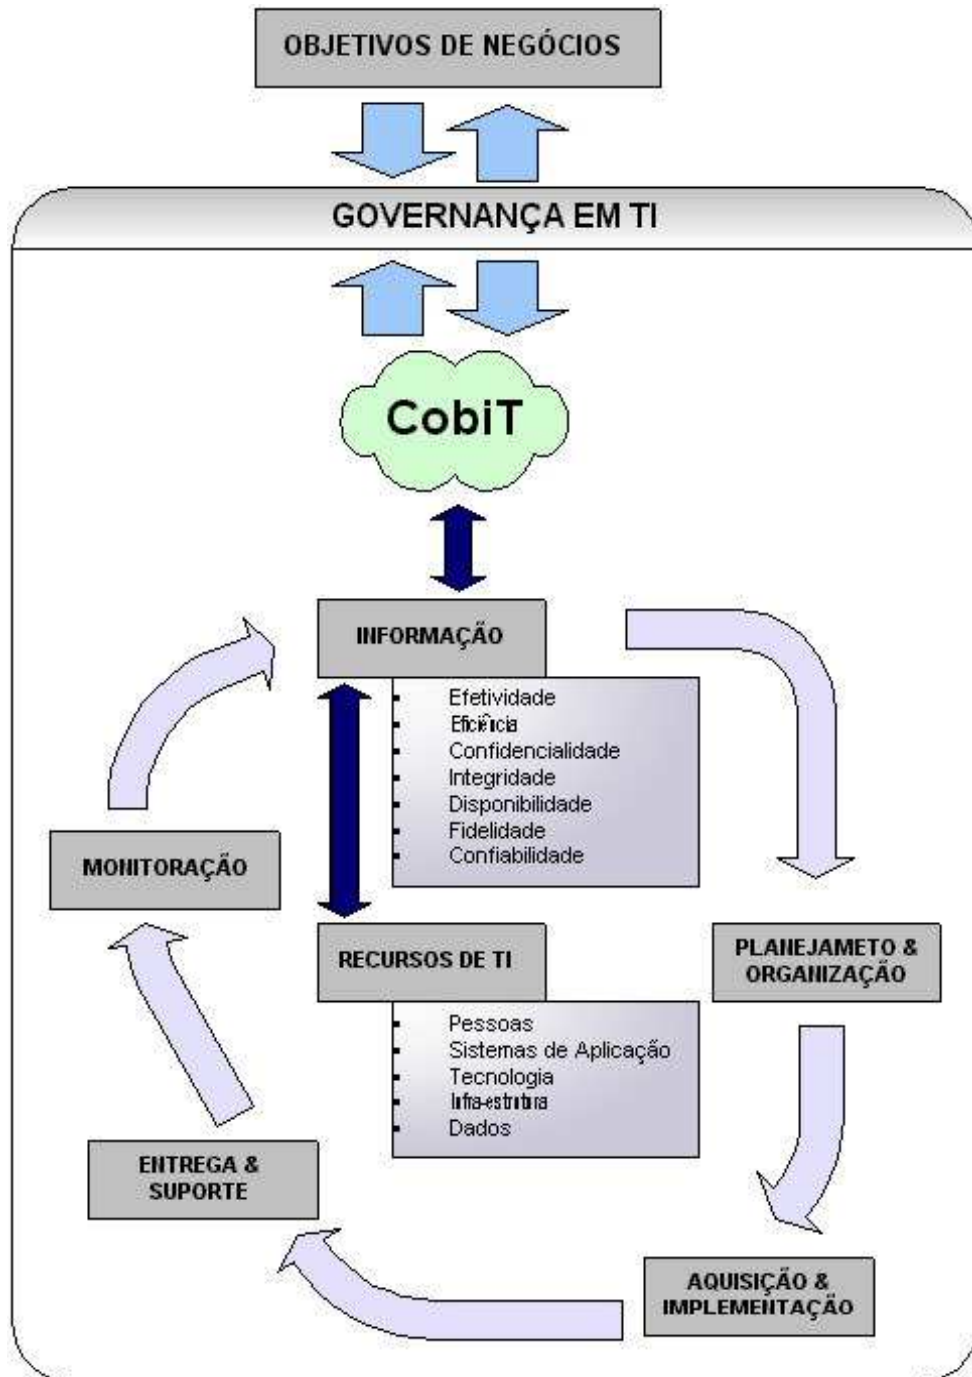 OBJETIVOS DE NEGÓCIOS
GOVERNANÇA EM TI
CobiT
INFORMAÇÃO
Efetividade
Eficiência
Confidencialidade
Integridade
Disponibilidade
Fidelidade
Confiabilidade
MONITORAÇÃO
RECURSOS DE TI
Pessoas
Sistemas de Aplicação
Tecnologia
Infra-estrutura
Dados
PLANEJAMETO &
ORGANIZAÇÃO
ENTREGA &
SUPORTE
AQUISIÇÃO &
IMPLEMENTAÇÃO